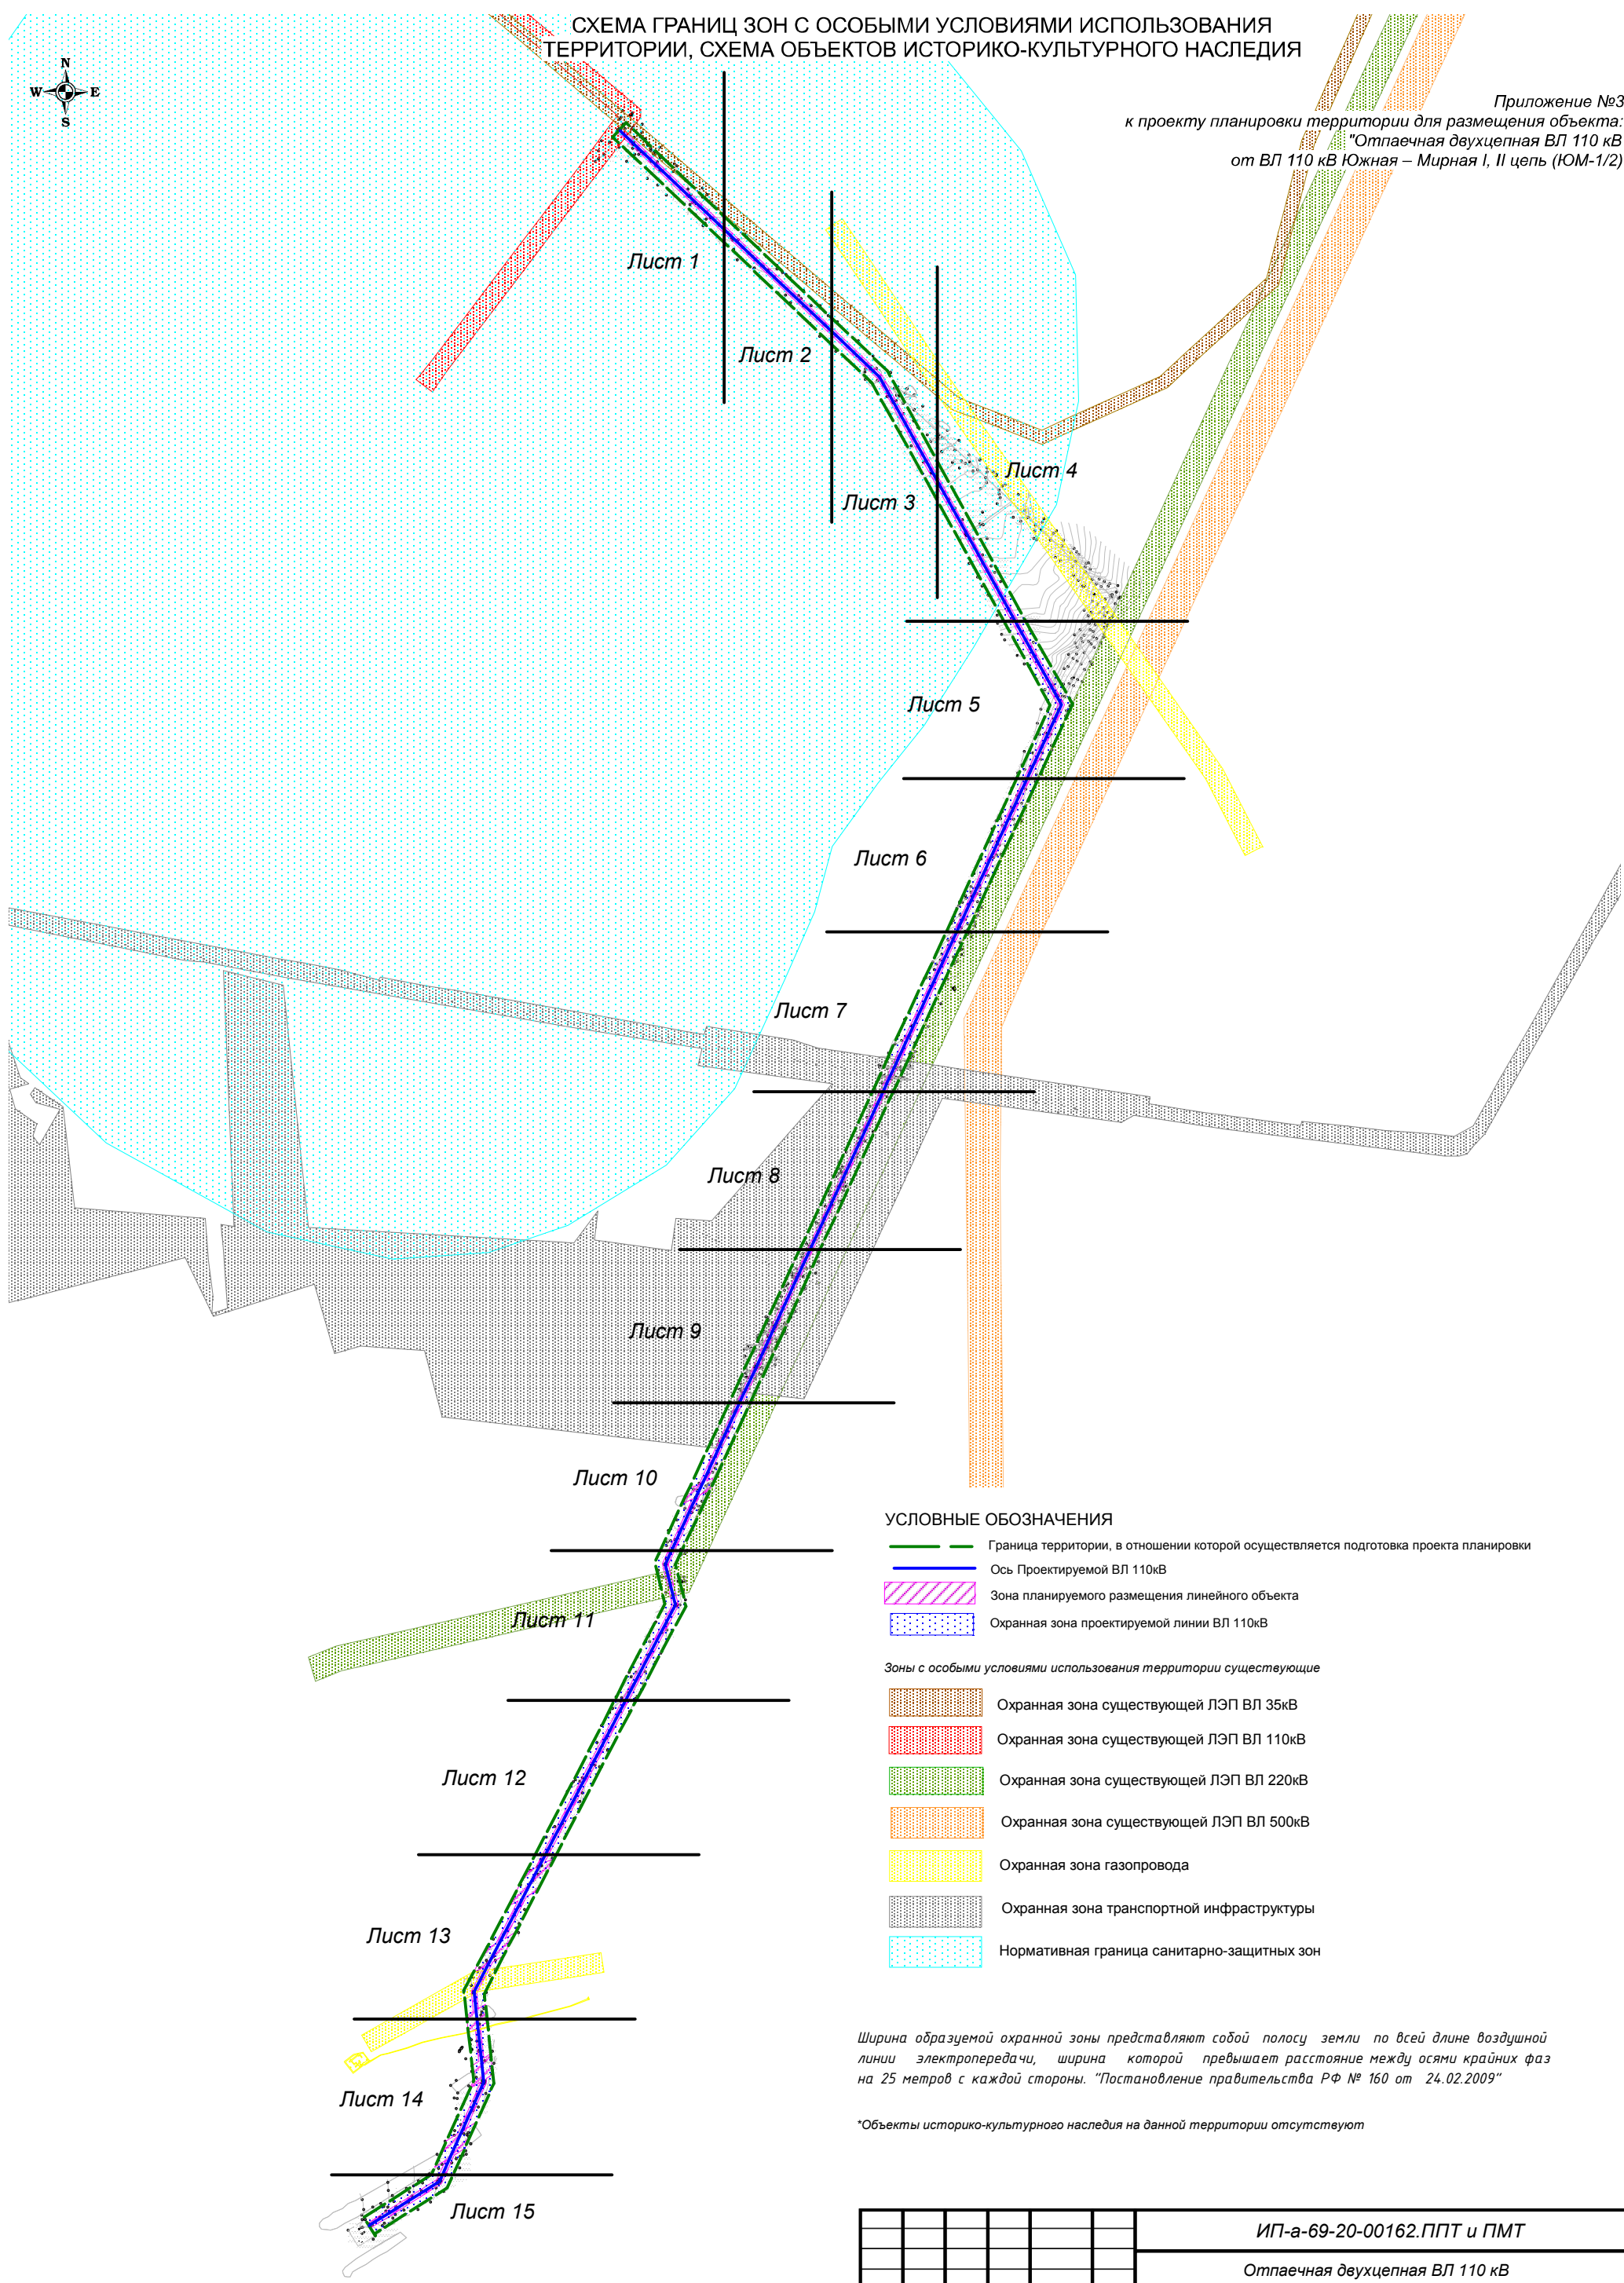 СХЕМА ГРАНИЦ ЗОН С ОСОБЫМИ УСЛОВИЯМИ ИСПОЛЬЗОВАНИЯ
ТЕРРИТОРИИ, СХЕМА ОБЪЕКТОВ ИСТОРИКО-КУЛЬТУРНОГО НАСЛЕДИЯ
N
W E
S
Приложение №3
к проекту планировки территории для размещения объекта:
"Отпаечная двухцепная ВЛ 110 кВ
от ВЛ 110 кВ Южная – Мирная I, II цепь (ЮМ-1/2)
Лист 1
Лист 2
Лист 4
Лист 3
Лист 5
Лист 6
Лист 7
Лист 8
Лист 9
Лист 10
Лист 11
Лист 12
Лист 13
Лист 14
Лист 15
УСЛОВНЫЕ ОБОЗНАЧЕНИЯ
Граница территории, в отношении которой осуществляется подготовка проекта планировки
Ось Проектируемой ВЛ 110кВ
Зона планируемого размещения линейного объекта
Охранная зона проектируемой линии ВЛ 110кВ
Зоны с особыми условиями использования территории существующие
Охранная зона существующей ЛЭП ВЛ 35кВ
Охранная зона существующей ЛЭП ВЛ 110кВ
Охранная зона существующей ЛЭП ВЛ 220кВ
Охранная зона существующей ЛЭП ВЛ 500кВ
Охранная зона газопровода
Охранная зона транспортной инфраструктуры
Нормативная граница санитарно-защитных зон
Ширина образуемой охранной зоны представляют собой полосу земли по всей длине воздушной
линии электропередачи, ширина которой превышает расстояние между осями крайних фаз
на 25 метров с каждой стороны. "Постановление правительства РФ № 160 от 24.02.2009"
*Объекты историко-культурного наследия на данной территории отсутствуют
ИП-а-69-20-00162.ППТ и ПМТ
Отпаечная двухцепная ВЛ 110 кВ